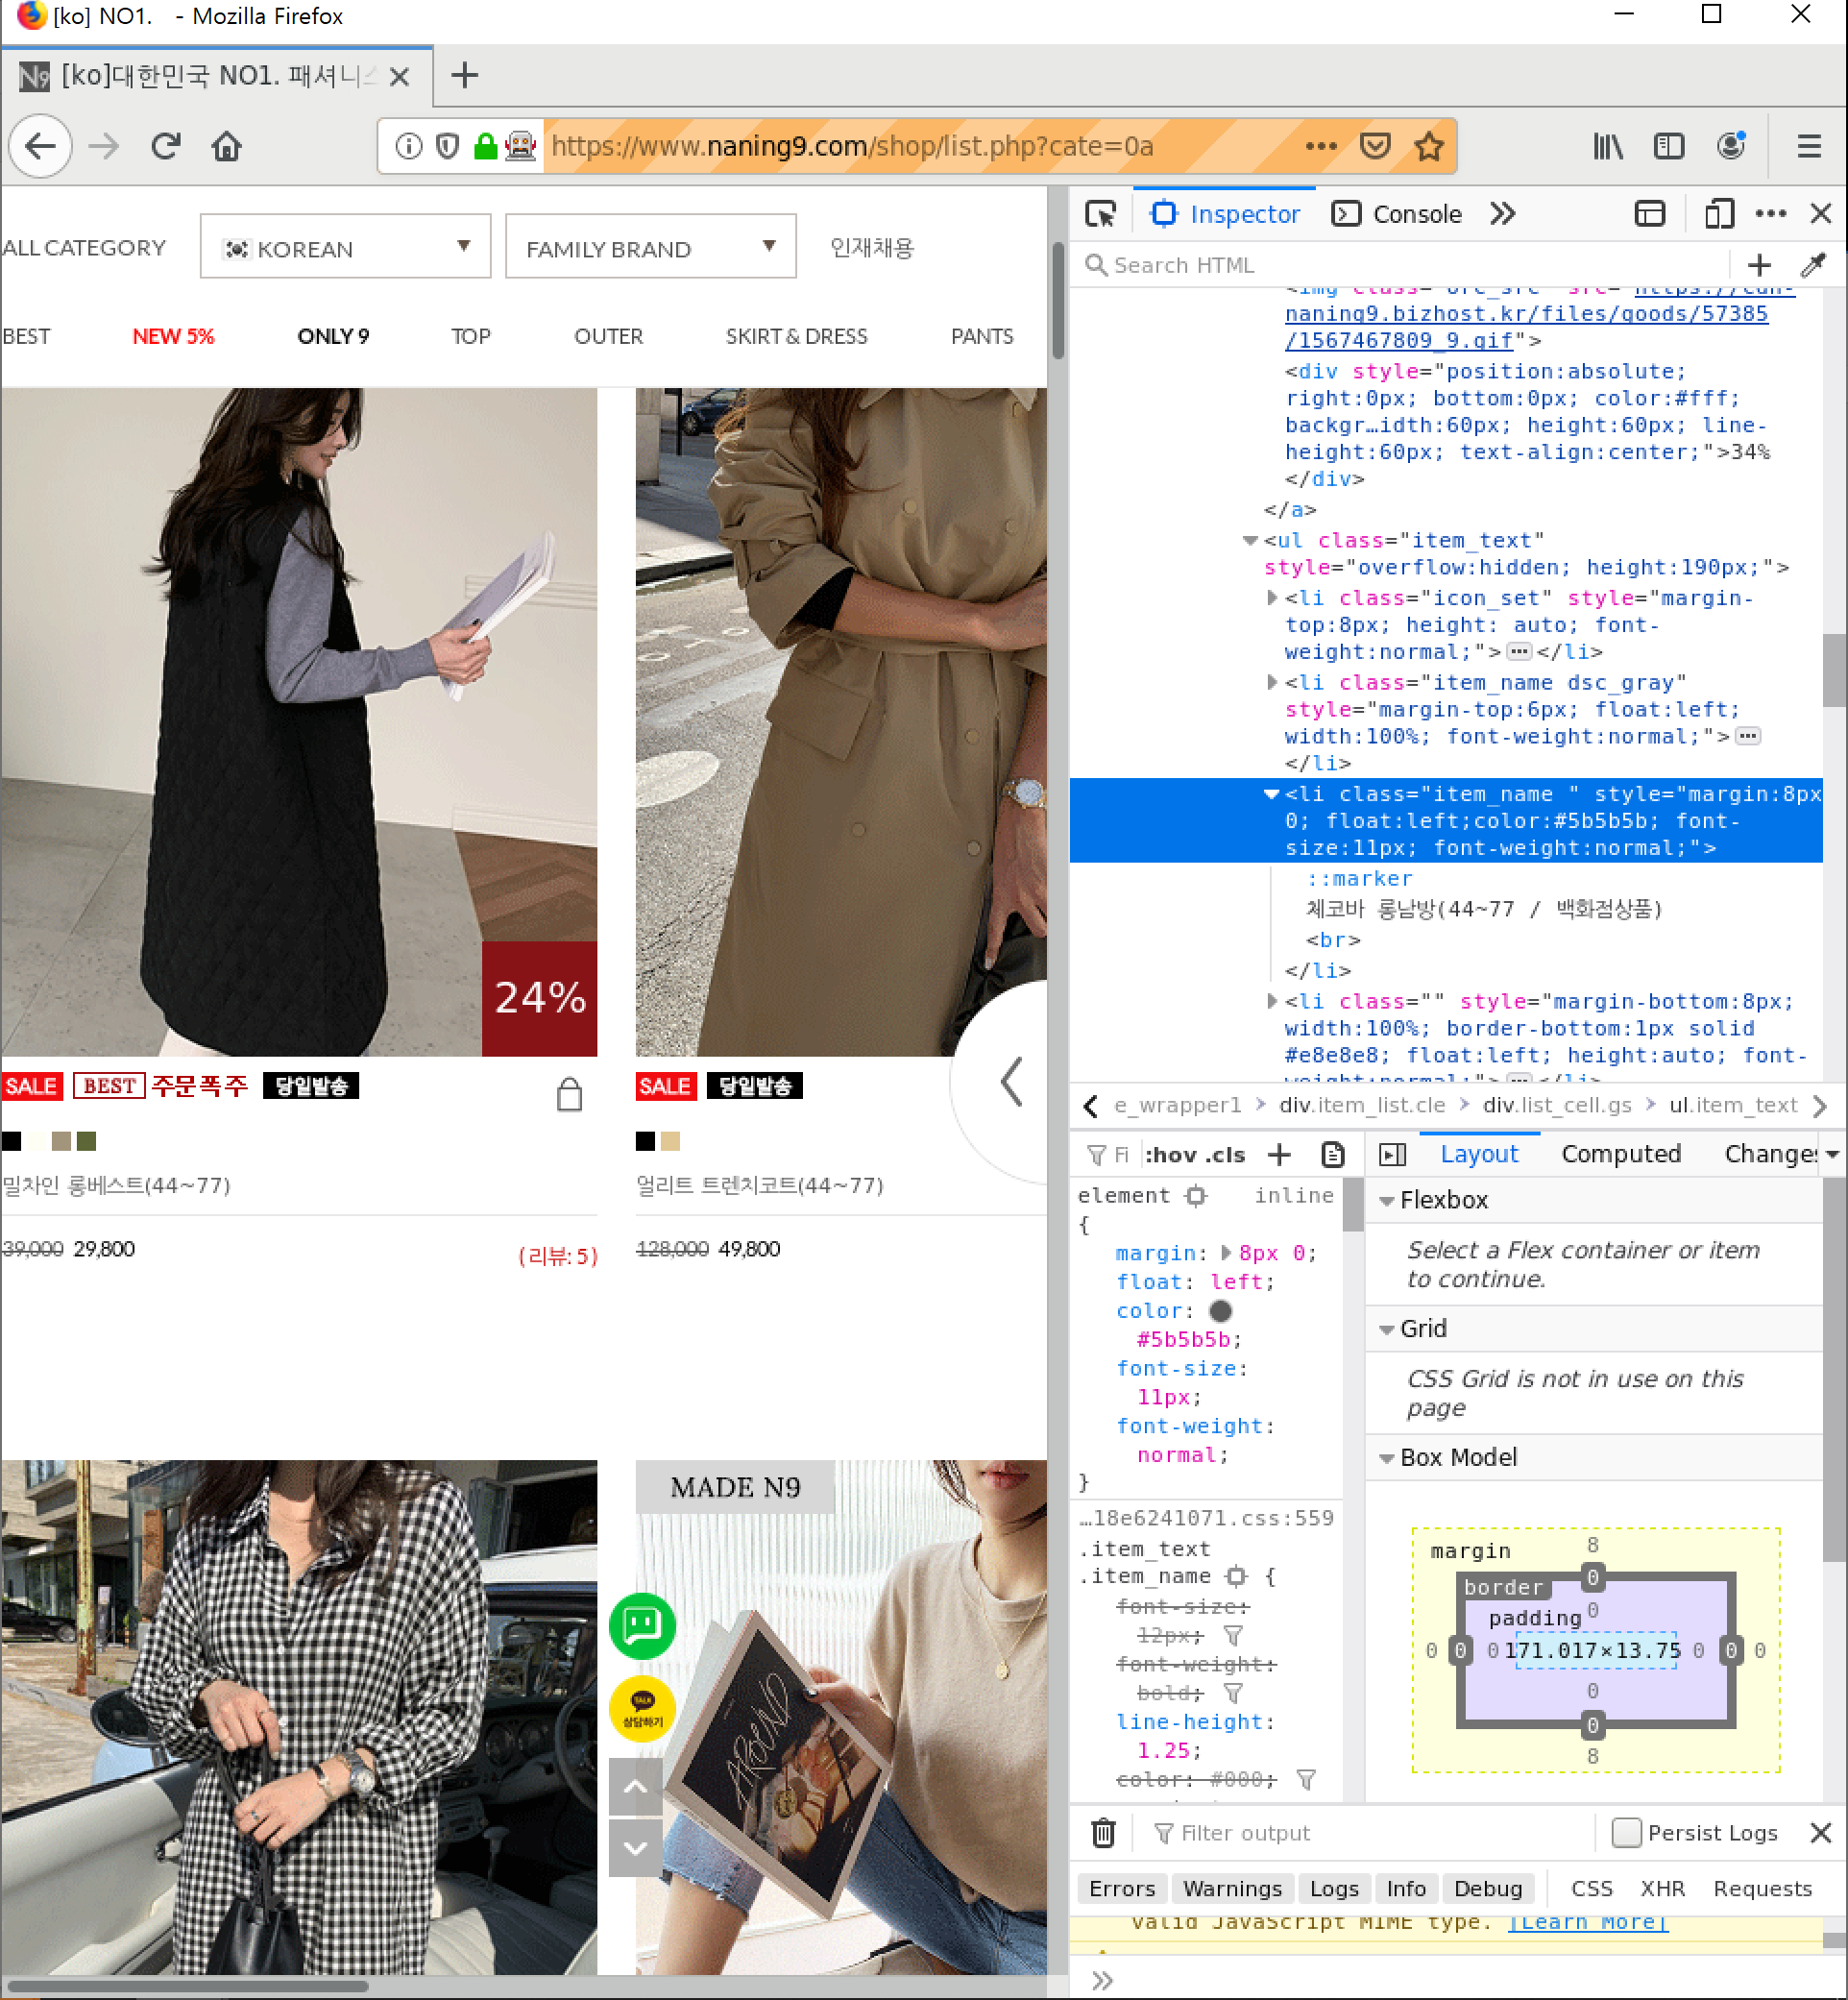 [ko] NO1. - Mozilla Firefox
[ko]대한민국 NO1. 패셔니스
https://www.naning9.com/shop/list.php?cate=0a
ALL CATEGORY
KOREAN
FAMILY BRAND
인재채용
BEST
NEW 5%
ONLY 9
TOP
OUTER
SKIRT & DRESS
PANTS
24%
SALE BEST 주문폭주 당일발송
밀차인 롱베스트(44~77)
39,000 29,800
(리뷰: 5)
SALE 당일발송
얼리트 트렌치코트(44~77)
128,000 49,800
MADE N9
AROUND
TALK
상담하기
Inspector
Console
Search HTML
<img class="orc_src" src="https://cdn-
naning9.bizhost.kr/files/goods/57385
/1567467809_9.gif">
<div style="position:absolute;
right:0px; bottom:0px; color:#fff;
backgr…idth:60px; height:60px; line-
height:60px; text-align:center;">34%
</div>
</a>
<ul class="item_text"
style="overflow:hidden; height:190px;">
<li class="icon_set" style="margin-
top:8px; height: auto; font-
weight:normal;"></li>
<li class="item_name dsc_gray"
style="margin-top:6px; float:left;
width:100%; font-weight:normal;">
</li>
<li class="item_name " style="margin:8px
0; float:left;color:#5b5b5b; font-
size:11px; font-weight:normal;">
::marker
체코바 롱남방(44~77 / 백화점상품)
<br>
</li>
<li class="" style="margin-bottom:8px;
width:100%; border-bottom:1px solid
#e8e8e8; float:left; height:auto; font-
weight:normal;"></li>
e_wrapper1 > div.item_list.cle > div.list_cell.gs > ul.item_text
Fi
:hov .cls
element inline
{
margin: 8px 0;
float: left;
color:
#5b5b5b;
font-size:
11px;
font-weight:
normal;
}
…18e6241071.css:559
.item_text
.item_name {
font-size:
12px;
font-weight:
bold;
line-height:
1.25;
color: #000;
Layout
Computed
Changes
Flexbox
Select a Flex container or item
to continue.
Grid
CSS Grid is not in use on this
page
Box Model
margin 8
border 0
padding 0
0 0 0 171.017×13.75 0 0 0
0
0
8
Filter output
Persist Logs
Errors Warnings Logs Info Debug CSS XHR Requests
valid JavaScript MIME type. [Learn More]